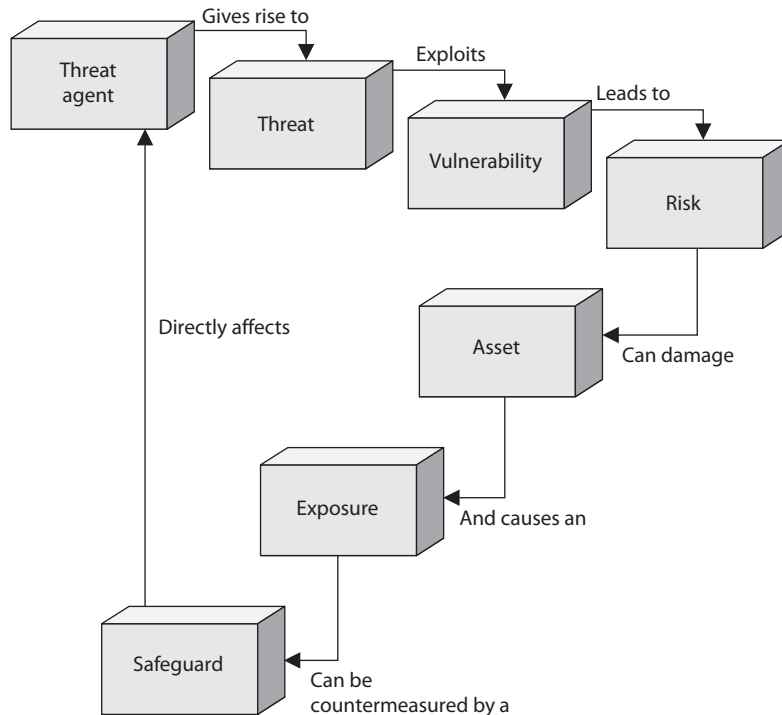 Gives rise to
Threat
agent
Exploits
Threat
Leads to
Vulnerability
Risk
Directly affects
Asset
Can damage
Exposure
And causes an
Safeguard
Can be
countermeasured by a